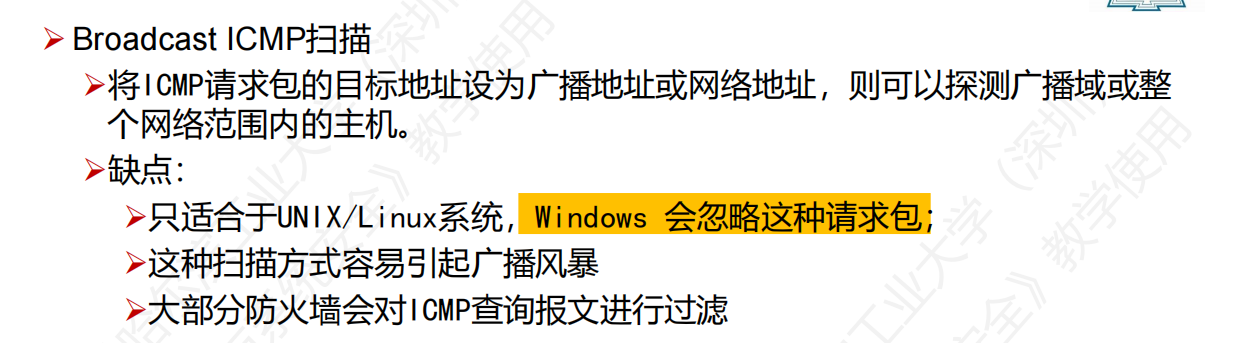 Broadcast ICMP扫描
将ICMP请求包的目标地址设为广播地址或网络地址，则可以探测广播域或整
个网络范围内的主机。
缺点：
只适合于UNIX/Linux系统，Windows 会忽略这种请求包；
这种扫描方式容易引起广播风暴
大部分防火墙会对ICMP查询报文进行过滤